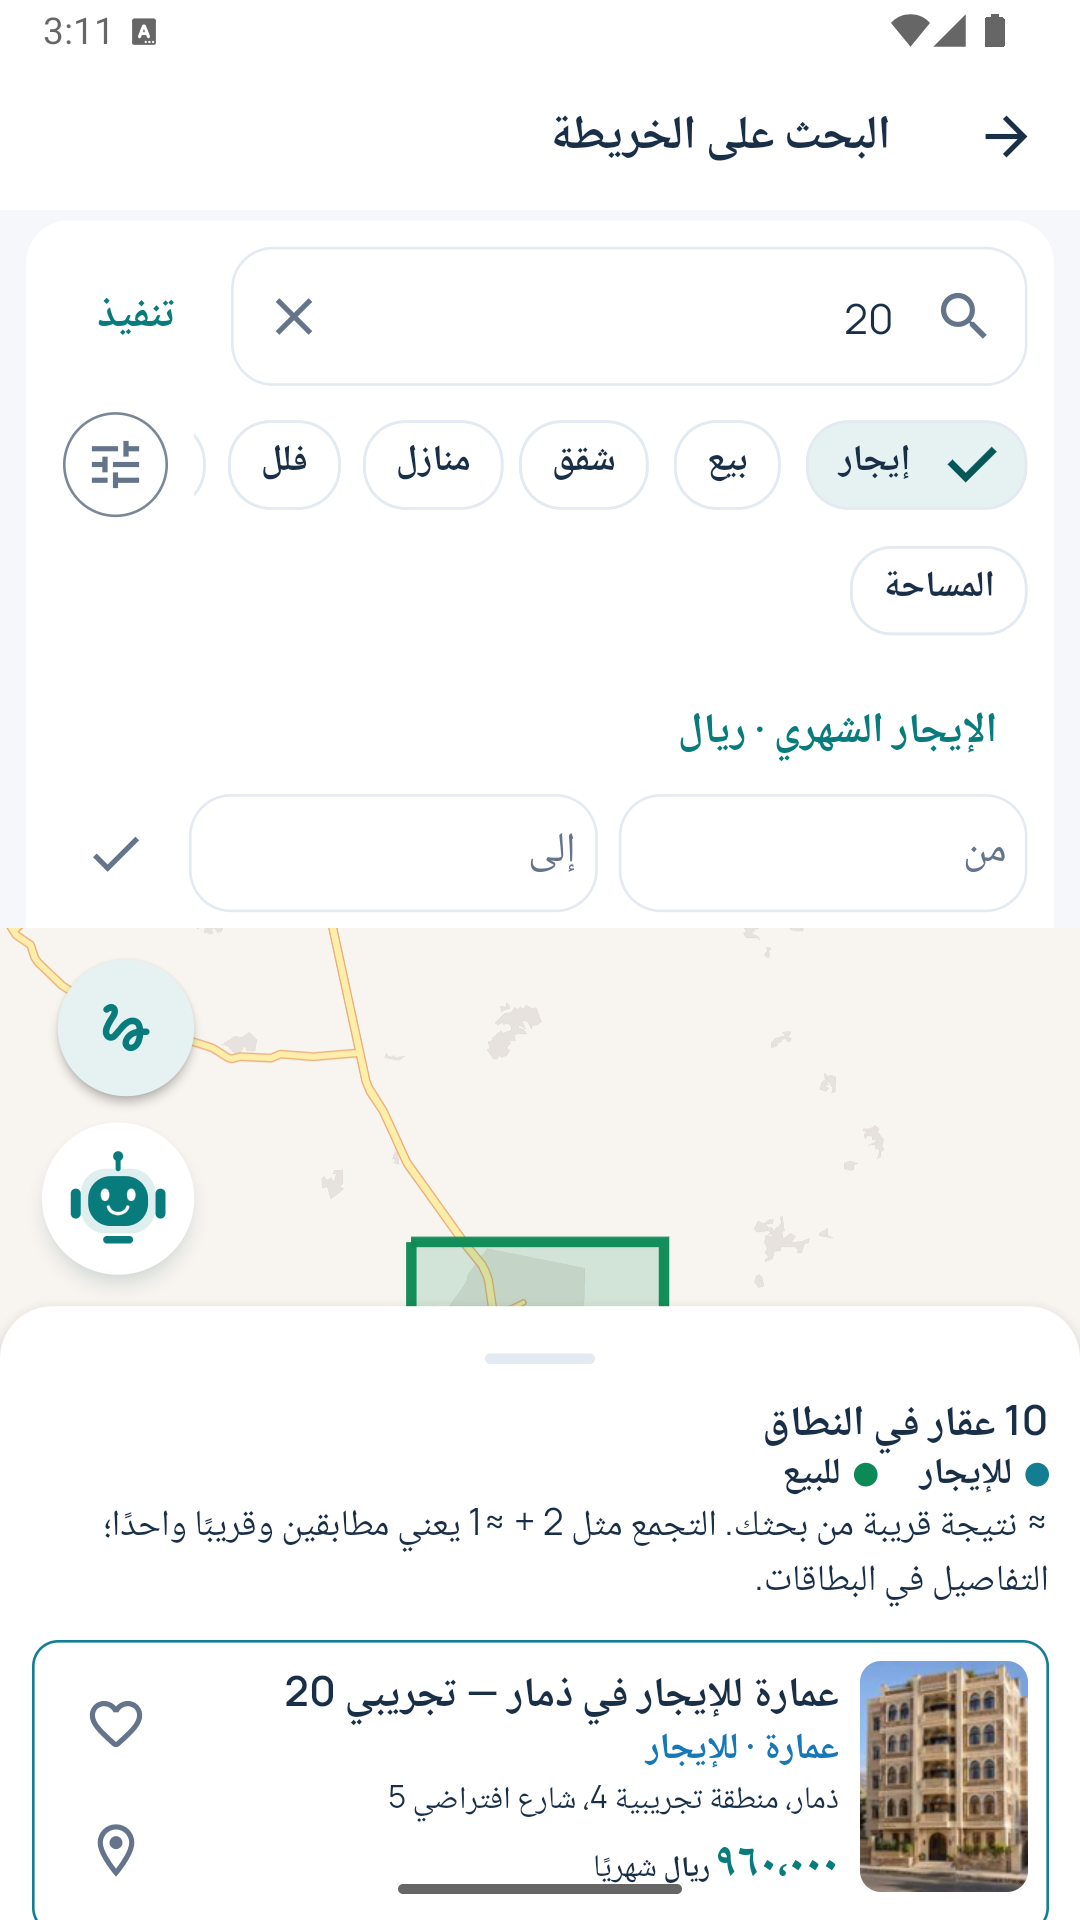 3:11 A
البحث على الخريطة
20
تنفيذ
إيجار
بيع
شقق
منازل
فلل
المساحة
الإيجار الشهري · ريال
من
إلى
10 عقار في النطاق
للإيجار
للبيع
≈ نتيجة قريبة من بحثك. التجمع مثل 2 + ≈1 يعني مطابقين وقريبًا واحدًا؛
التفاصيل في البطاقات.
عمارة للإيجار في ذمار — تجريبي 20
عمارة · للإيجار
ذمار، منطقة تجريبية 4، شارع افتراضي 5
٩٦٠،٠٠٠ ريال شهريًا